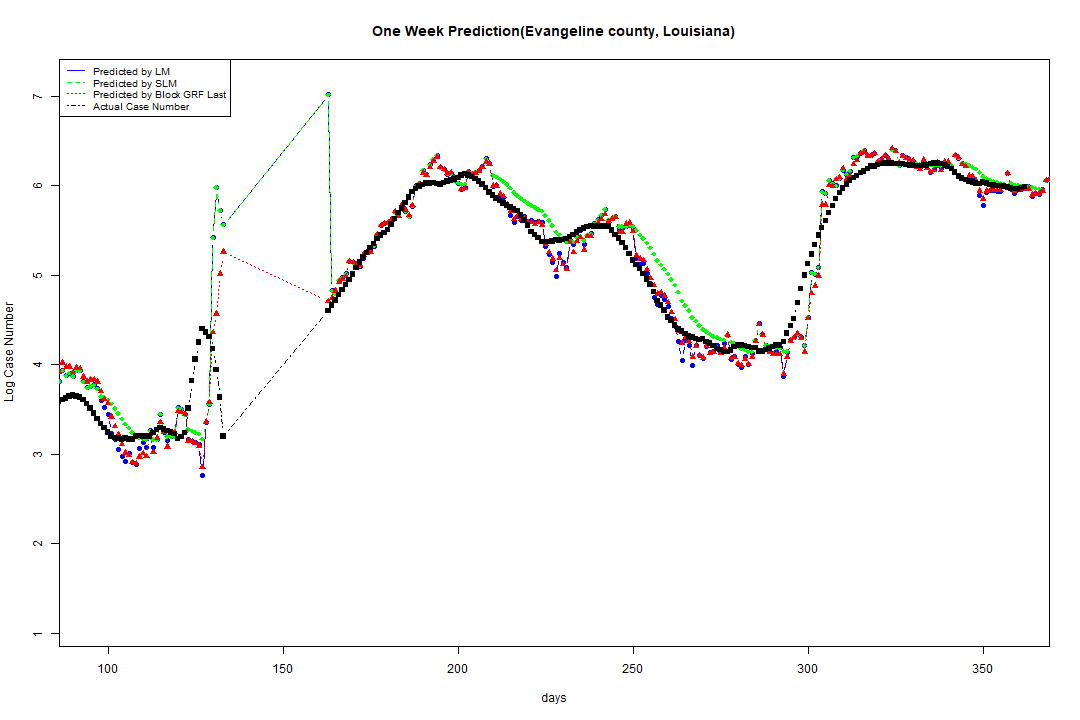 One Week Prediction(Evangeline county, Louisiana)
Predicted by LM
Predicted by SLM
Predicted by Block GRF Last
Actual Case Number
7
6
5
4
3
2
1
Log Case Number
100 150 200 250 300 350
days